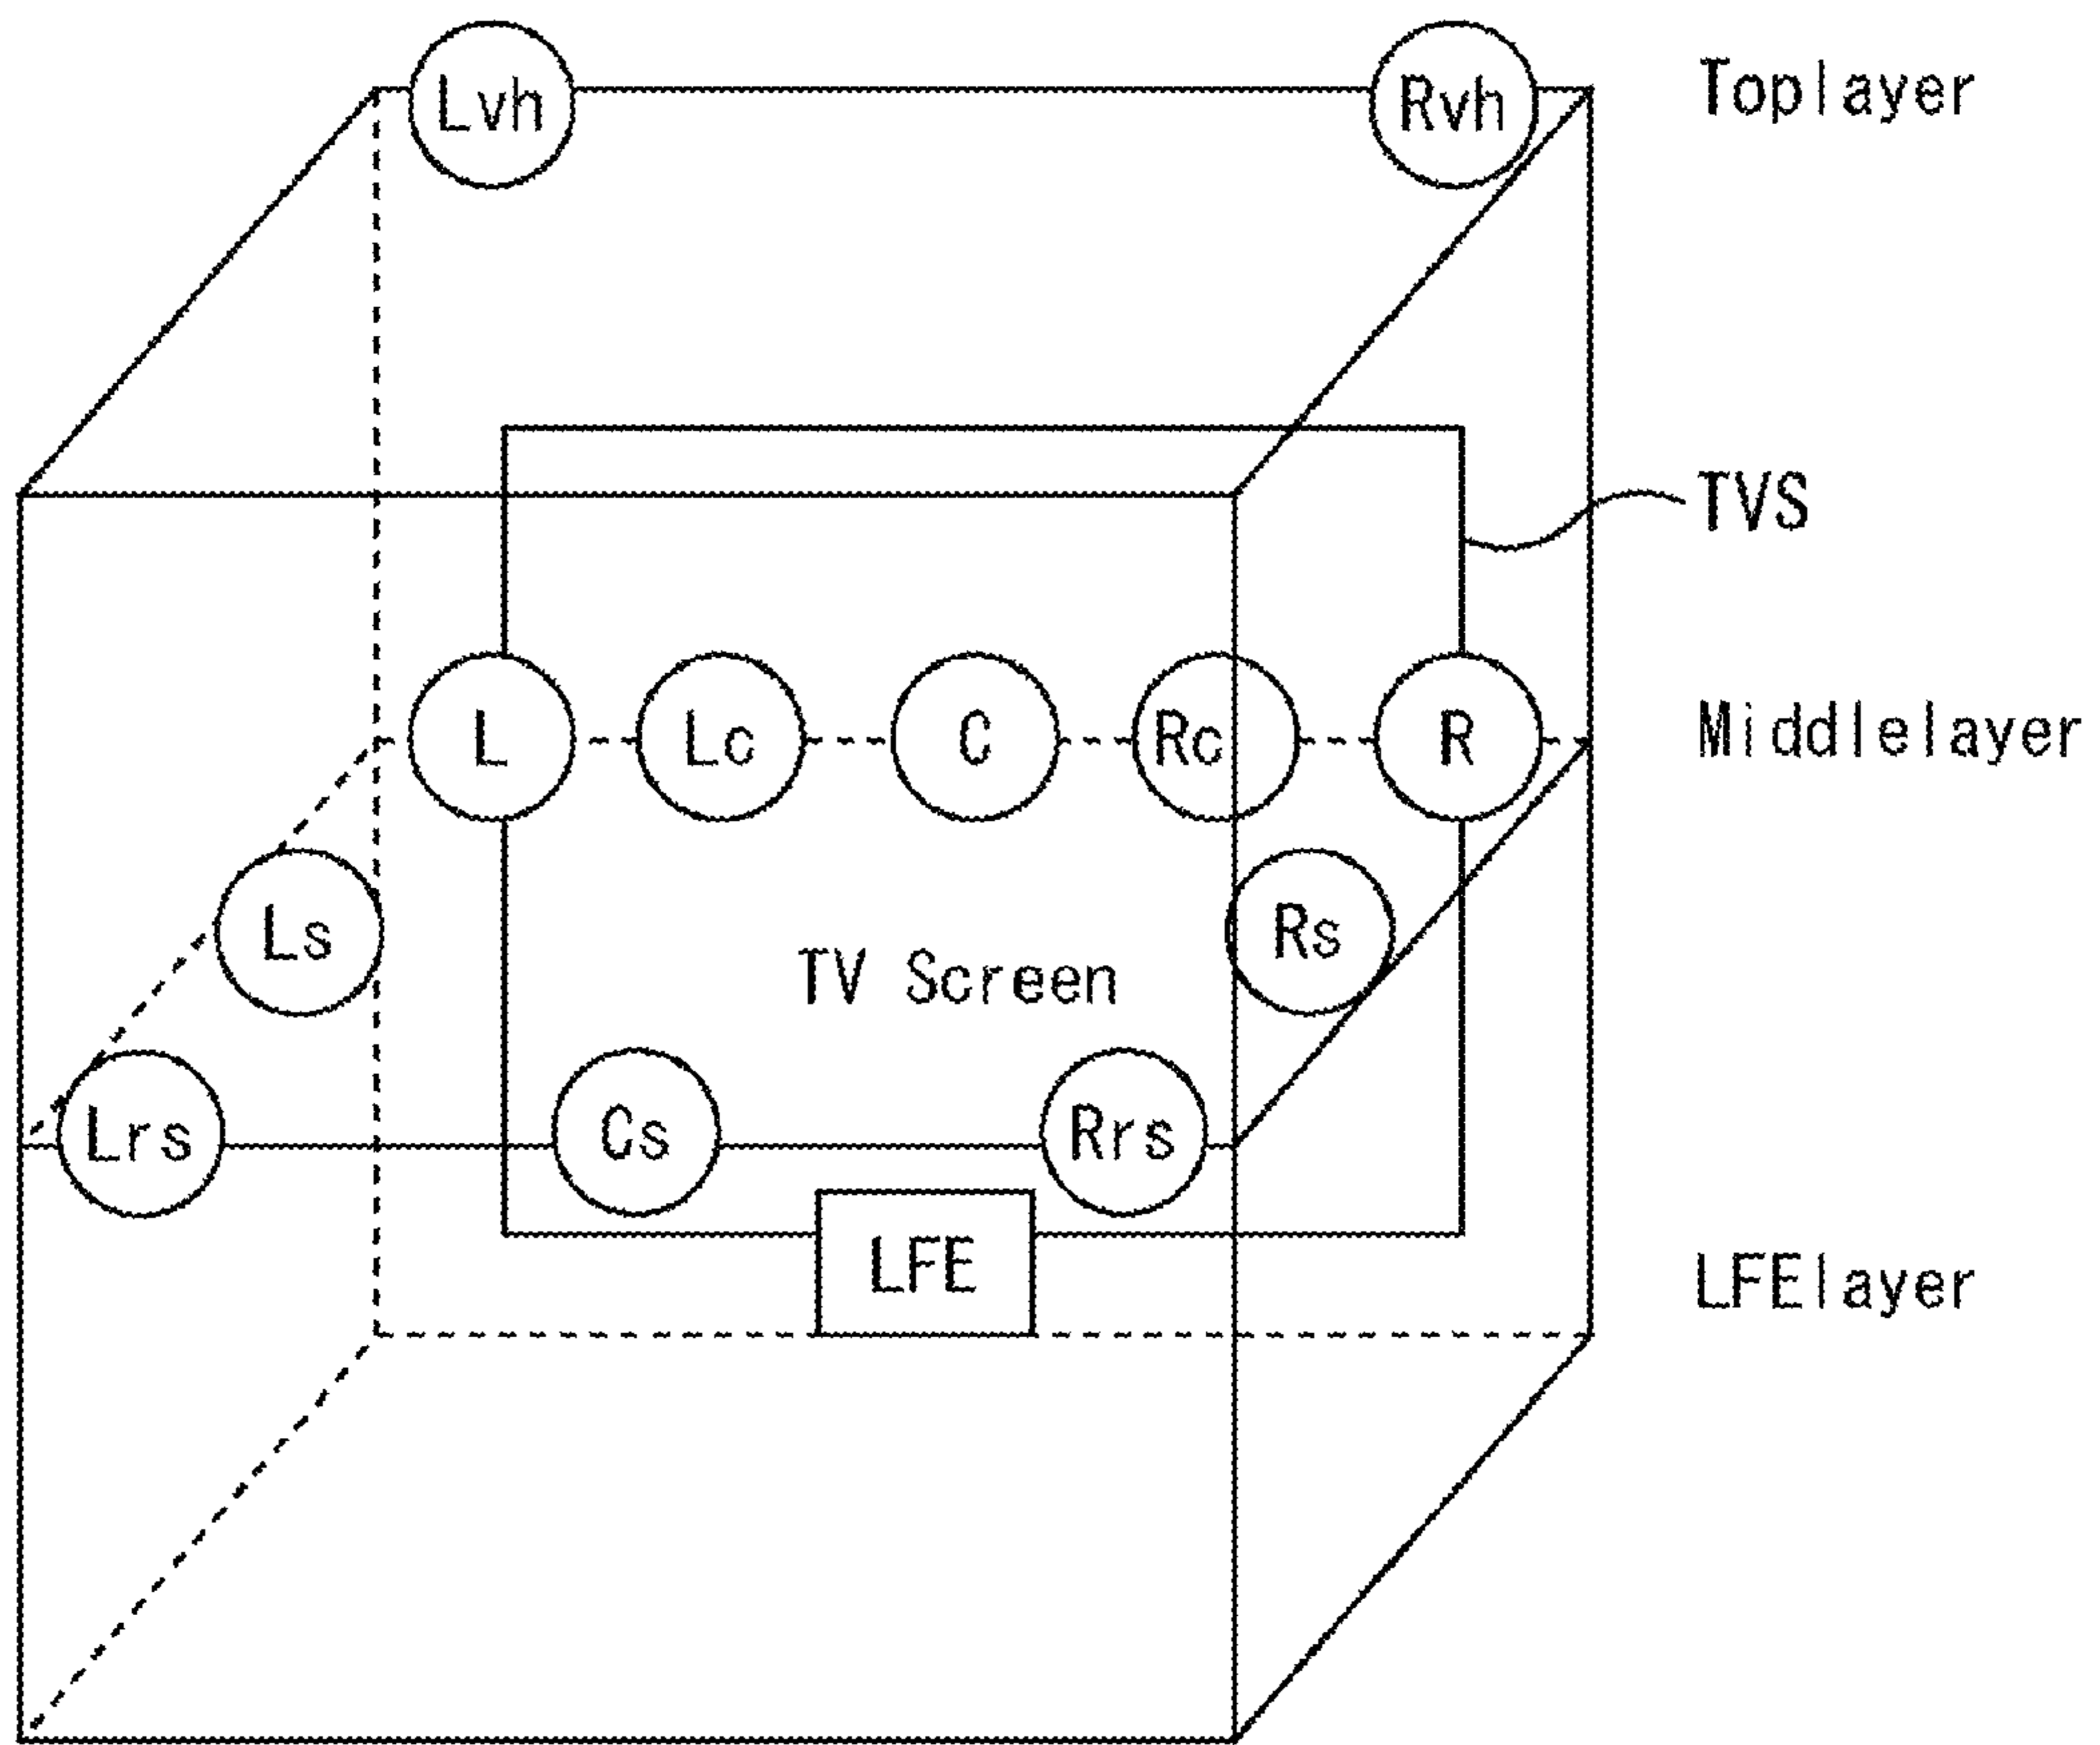 Lvh
Rvh
Toplayer
TVS
L
Lc
C
Rc
R
Middlelayer
Ls
Rs
TV Screen
Lrs
Cs
Rrs
LFE
LFElayer